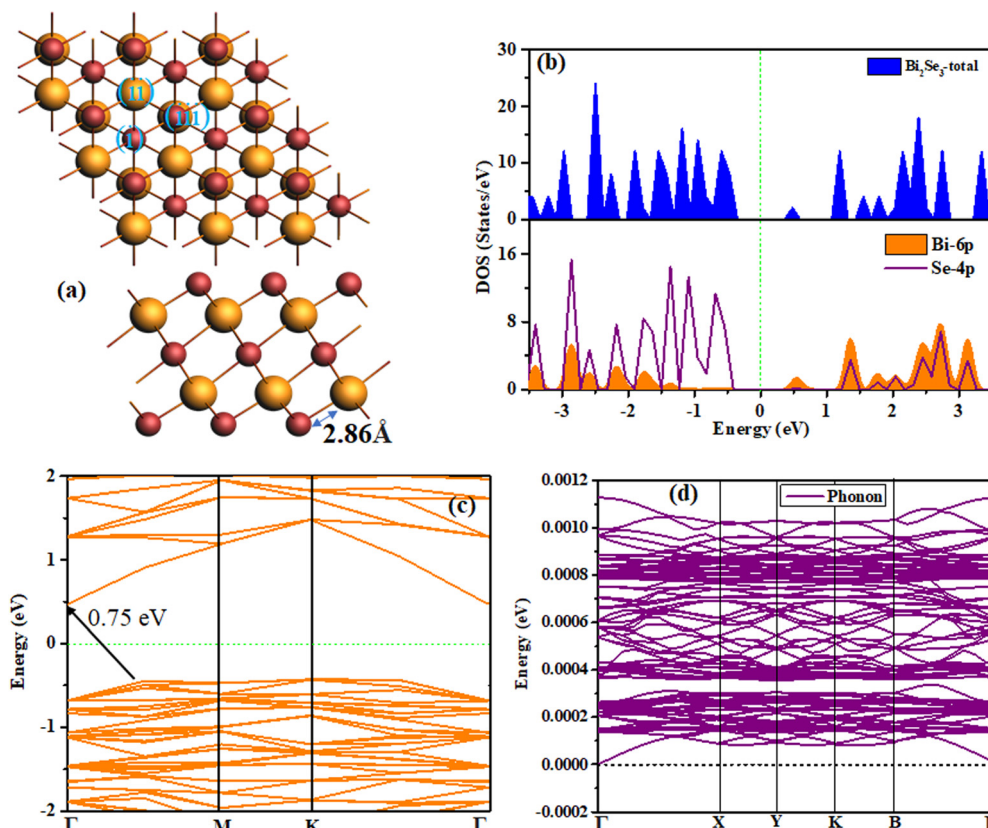 (ii)
(iii)
(i)
(a)
2.86Å
(b)
Bi₂Se₃-total
30
20
10
0
DOS (States/eV)
Bi-6p
Se-4p
16
8
0
-3 -2 -1 0 1 2 3
Energy (eV)
(c)
2
1
0
-1
-2
Energy (eV)
0.75 eV
Γ M K Γ
(d)
Phonon
0.0012
0.0010
0.0008
0.0006
0.0004
0.0002
0.0000
-0.0002
Energy (eV)
Γ X Y K B